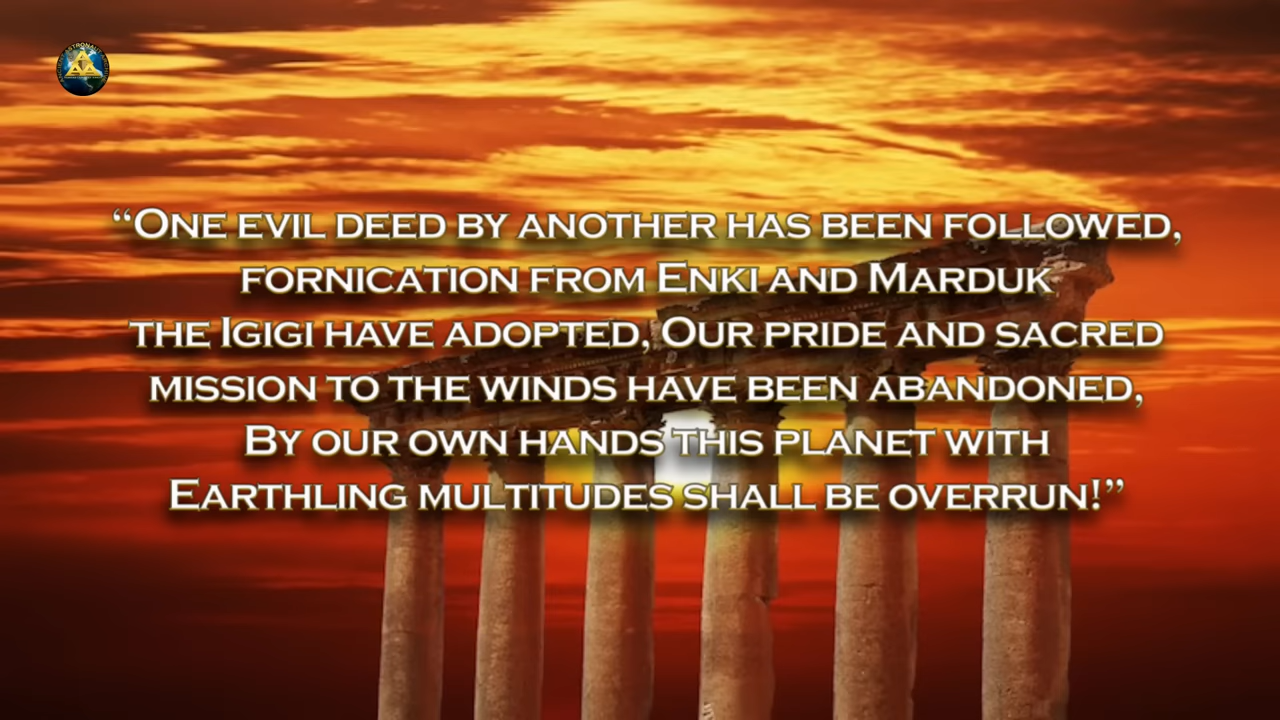 “One evil deed by another has been followed,
fornication from Enki and Marduk
the Igigi have adopted, Our pride and sacred
mission to the winds have been abandoned,
By our own hands this planet with
Earthling multitudes shall be overrun!”